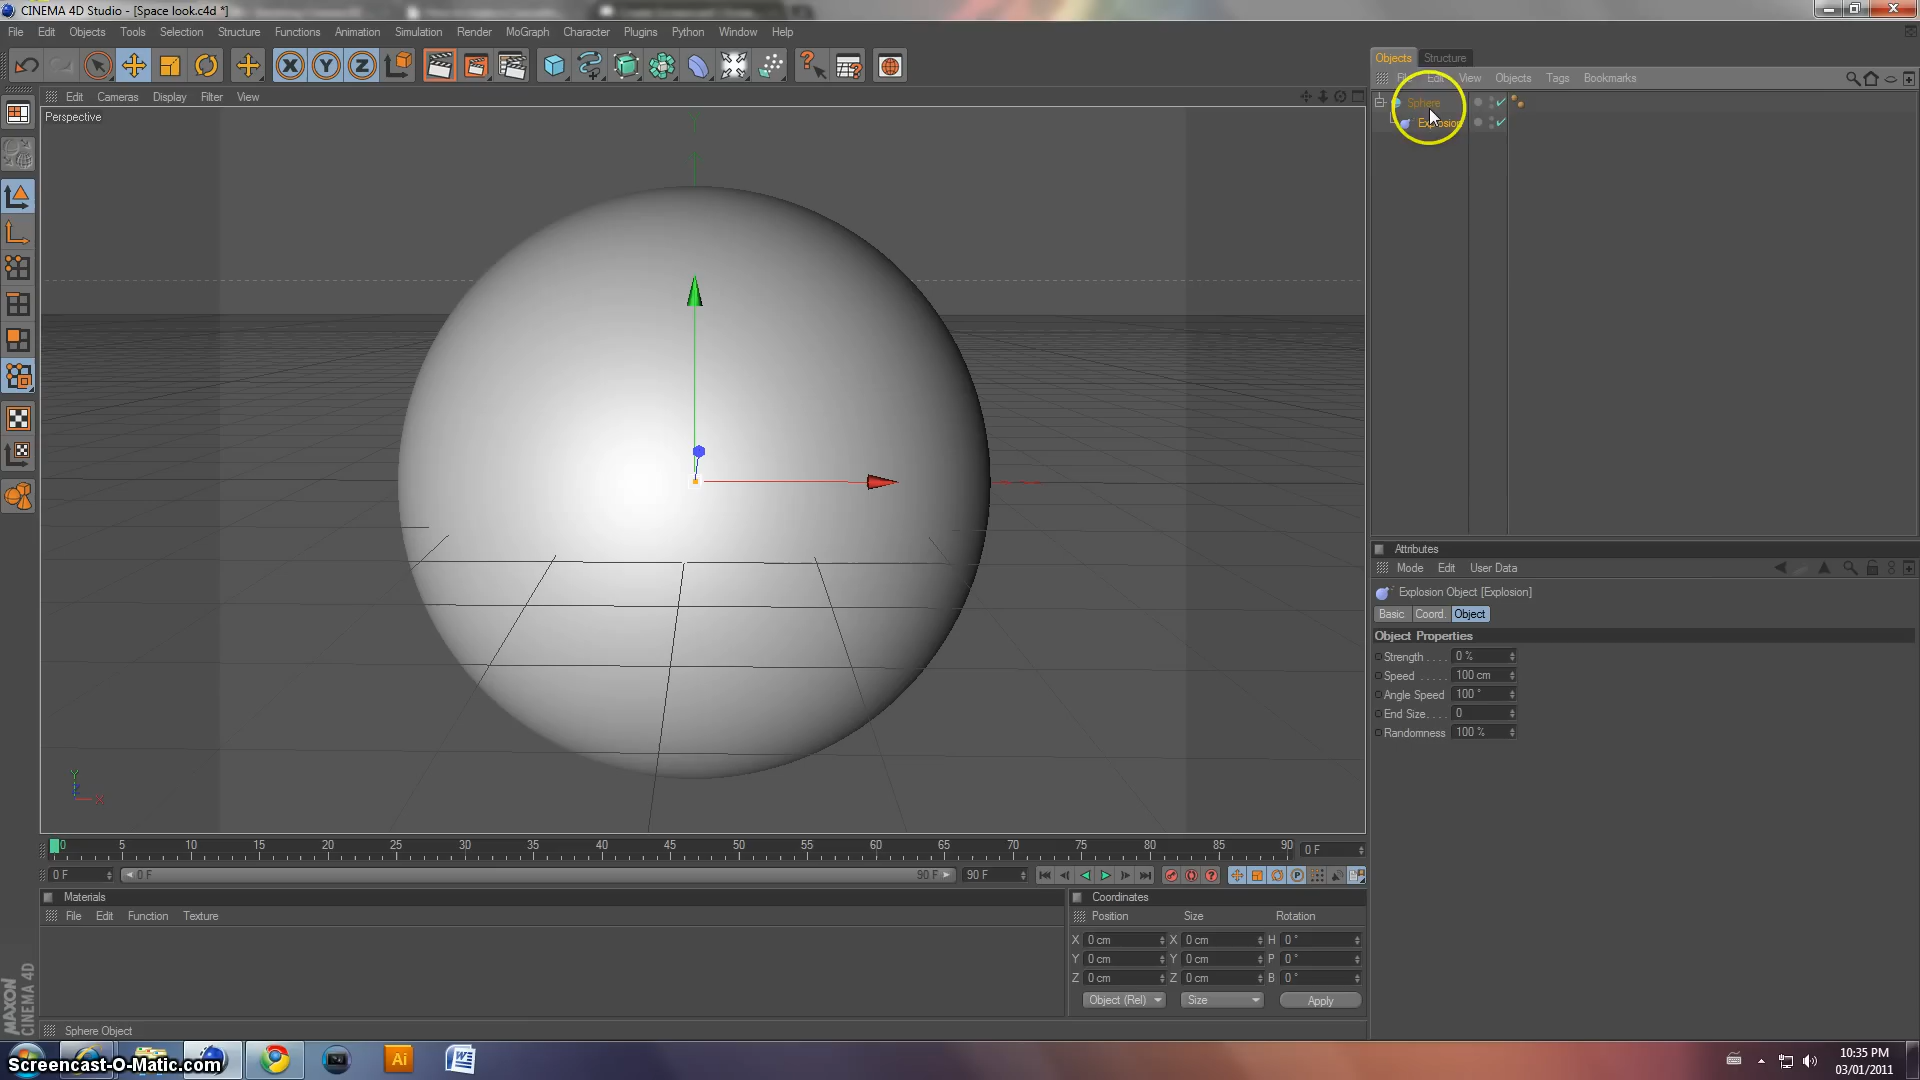 CINEMA 4D Studio - [Space look.c4d *]
File Edit Objects Tools Selection Structure Functions Animation Simulation Render MoGraph Character Plugins Python Window Help
Objects Structure
File Edit View Objects Tags Bookmarks
Edit Cameras Display Filter View
Perspective
Sphere
Explosion
Y
Z
X
Attributes
Mode Edit User Data
Explosion Object [Explosion]
Basic Coord. Object
Object Properties
Strength . . . . 0 %
Speed . . . . . 100 cm
Angle Speed 100 °
End Size. . . . 0
Randomness 100 %
0 5 10 15 20 25 30 35 40 45 50 55 60 65 70 75 80 85 90 0 F
0 F 0 F 90 F 90 F
Materials
File Edit Function Texture
Coordinates
Position Size Rotation
X 0 cm X 0 cm H 0 °
Y 0 cm Y 0 cm P 0 °
Z 0 cm Z 0 cm B 0 °
Object (Rel) Size Apply
MAXON
CINEMA 4D
Sphere Object
Screencast-O-Matic.com
Ai
10:35 PM
03/01/2011